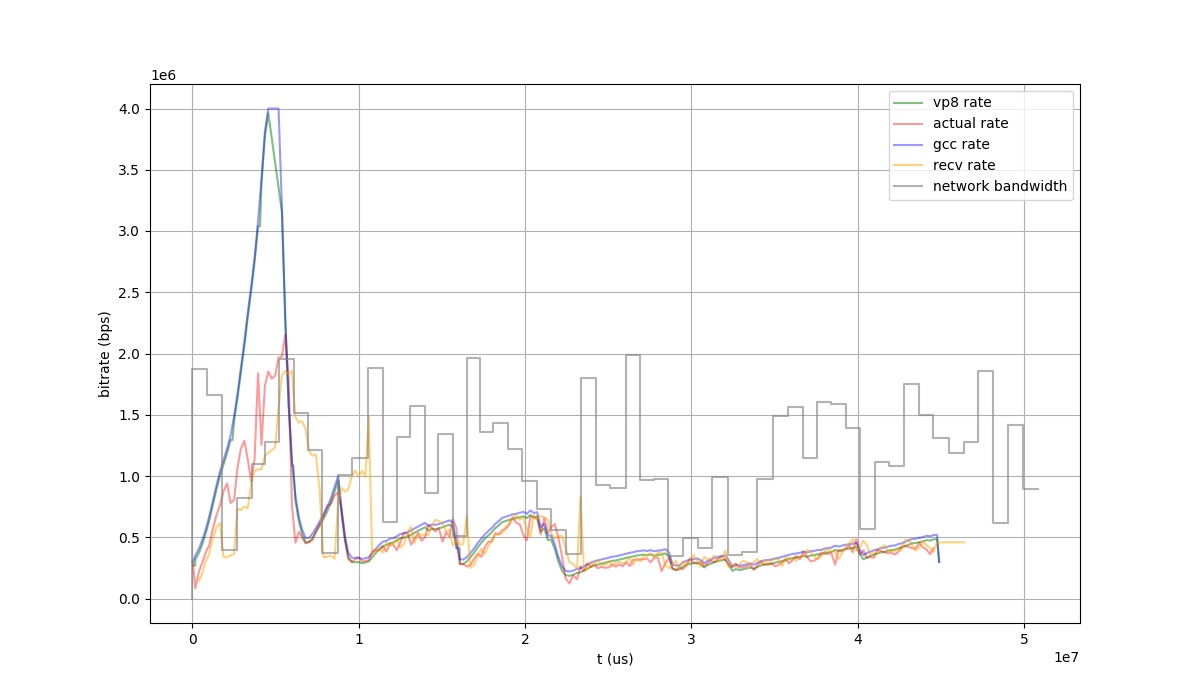 1e6
4.0
3.5
3.0
2.5
2.0
1.5
1.0
0.5
0.0
bitrate (bps)
vp8 rate
actual rate
gcc rate
recv rate
network bandwidth
0 1 2 3 4 5
t (us)
1e7